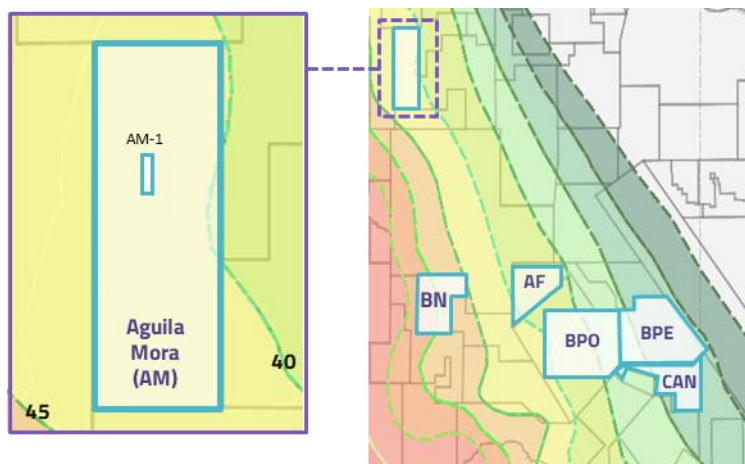 AM-1
Aguila
Mora
(AM)
40
45
BN
AF
BPO
BPE
CAN